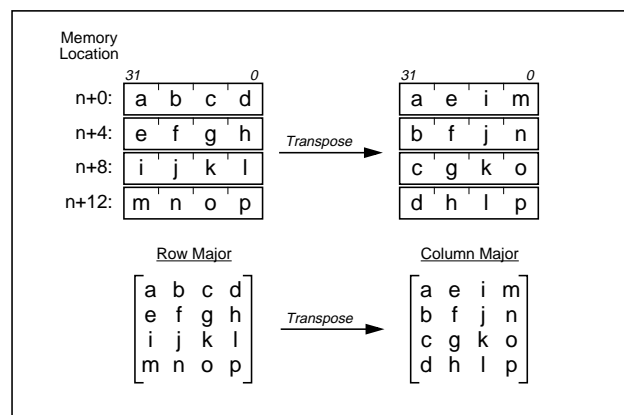 Memory
Location
31 0 31 0
n+0: a b c d a e i m
n+4: e f g h Transpose b f j n
n+8: i j k l c g k o
n+12: m n o p d h l p
Row Major Column Major
a b c d a e i m
e f g h Transpose b f j n
i j k l c g k o
m n o p d h l p